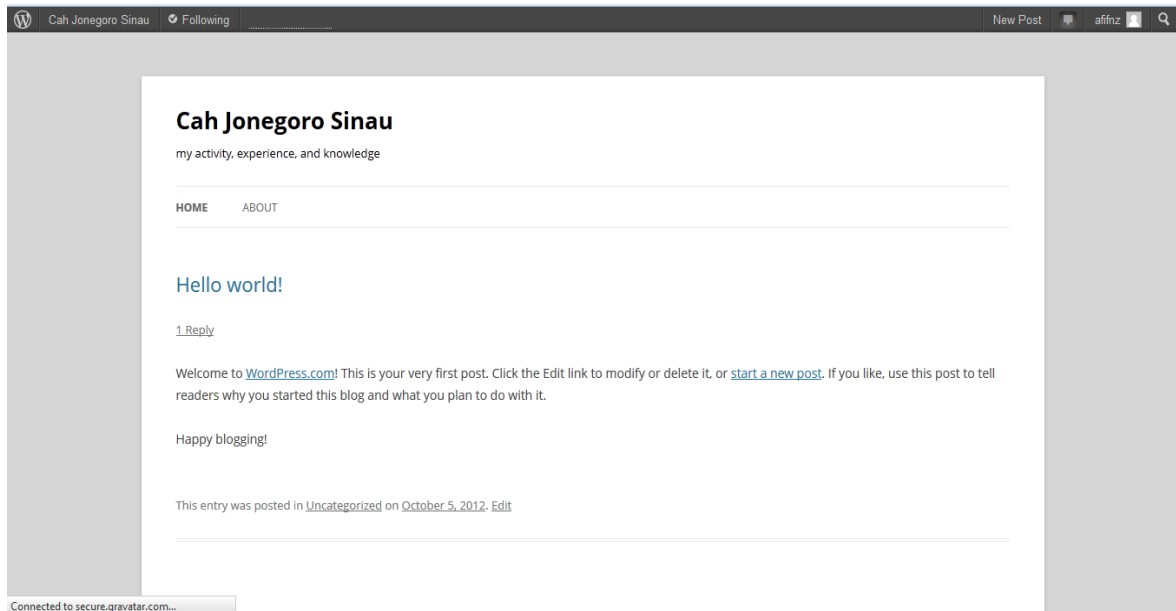 Cah Jonegoro Sinau Following New Post afifnz
Cah Jonegoro Sinau
my activity, experience, and knowledge
HOME ABOUT
Hello world!
1 Reply
Welcome to WordPress.com! This is your very first post. Click the Edit link to modify or delete it, or start a new post. If you like, use this post to tell
readers why you started this blog and what you plan to do with it.
Happy blogging!
This entry was posted in Uncategorized on October 5, 2012. Edit
Connected to secure.gravatar.com...